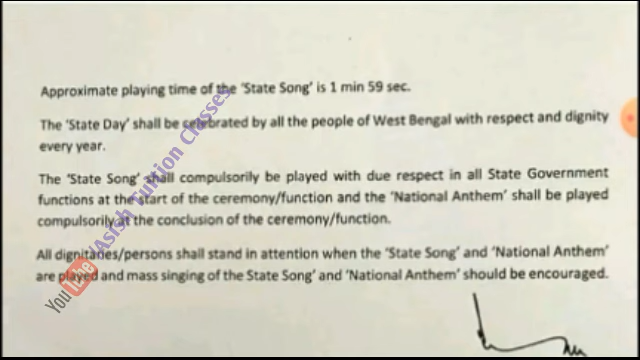 Approximate playing time of the 'State Song' is 1 min 59 sec.
The 'State Day' shall be celebrated by all the people of West Bengal with respect and dignity
every year.
The 'State Song' shall compulsorily be played with due respect in all State Government
functions at the start of the ceremony/function and the 'National Anthem' shall be played
compulsorily at the conclusion of the ceremony/function.
All dignitaries/persons shall stand in attention when the 'State Song' and 'National Anthem'
are played and mass singing of the State Song' and 'National Anthem' should be encouraged.
YouTube/Asish Tuition Classes